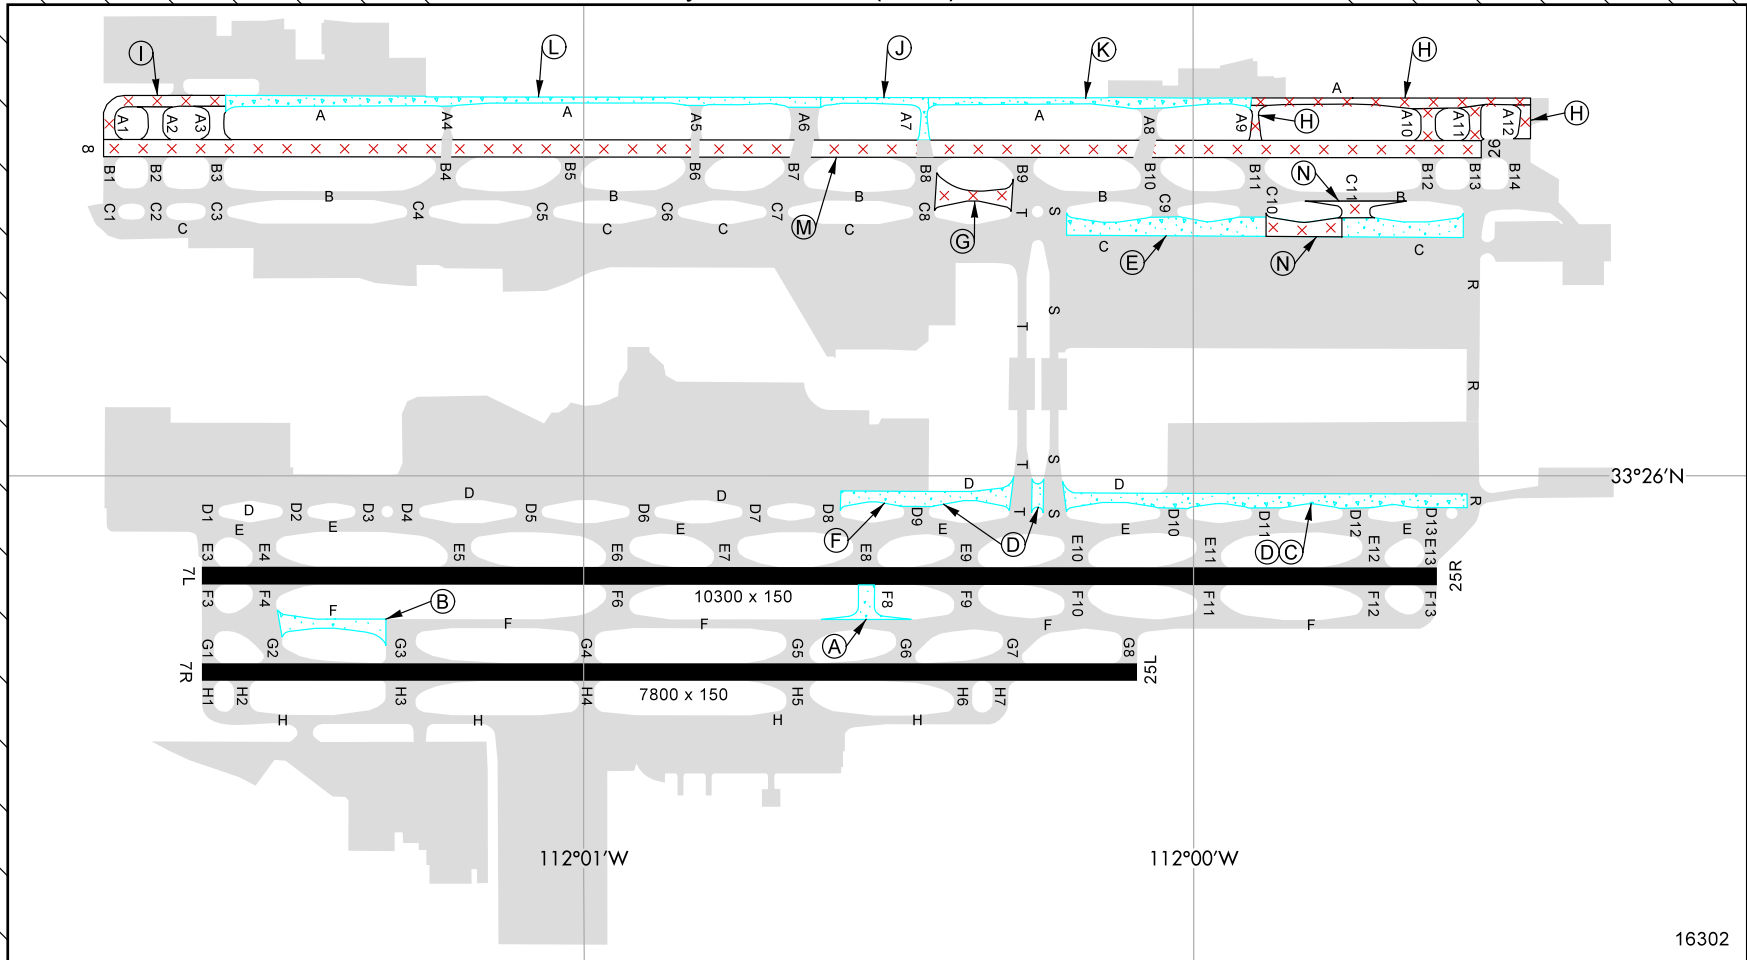 I L J K H
A
A1 A2 A3 A A4 A A5 A6 A7 A A8 A9 H A10 A11 A12 H
8 26
B1 B2 B3 B4 B5 B6 B7 B8 B9 B10 B11 N C11 B12 B13 B14
B B B B B
C1 C2 C3 C4 C5 C6 C7 C8 T S C9 C10
C C C C M G C C
E N
R
S
T
R
T S
33°26'N
D D D D
R
D1 D D2 D3 D4 D5 D6 D7 D8 D9 T S D10 D11 D12 D13
E E E E E E
F D D C
E3 E4 E5 E6 E7 E8 E9 E10 E11 E12 E13
7L 25R
F3 F4 F6 10300 x 150 F8 F9 F10 F11 F12 F13
F B
F F F F
A
G1 G2 G3 G4 G5 G6 G7 G8
7R 25L
H1 H2 H3 H4 7800 x 150 H5 H6 H7
H H H H
112°01'W 112°00'W
16302